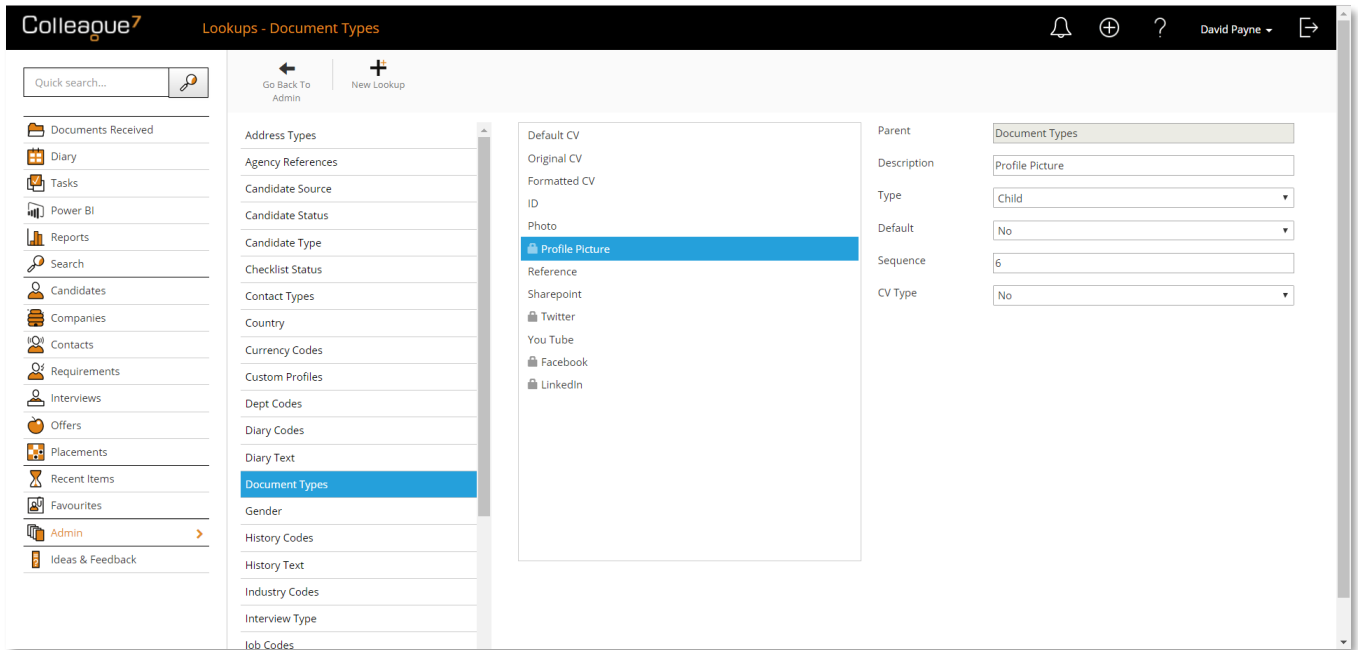 Colleague7
Lookups - Document Types
David Payne
Quick search...
Go Back To
Admin
New Lookup
Documents Received
Diary
Tasks
Power BI
Reports
Search
Candidates
Companies
Contacts
Requirements
Interviews
Offers
Placements
Recent Items
Favourites
Admin
Ideas & Feedback
Address Types
Agency References
Candidate Source
Candidate Status
Candidate Type
Checklist Status
Contact Types
Country
Currency Codes
Custom Profiles
Dept Codes
Diary Codes
Diary Text
Document Types
Gender
History Codes
History Text
Industry Codes
Interview Type
Job Codes
Default CV
Original CV
Formatted CV
ID
Photo
Profile Picture
Reference
Sharepoint
Twitter
You Tube
Facebook
LinkedIn
Parent Document Types
Description Profile Picture
Type Child
Default No
Sequence 6
CV Type No